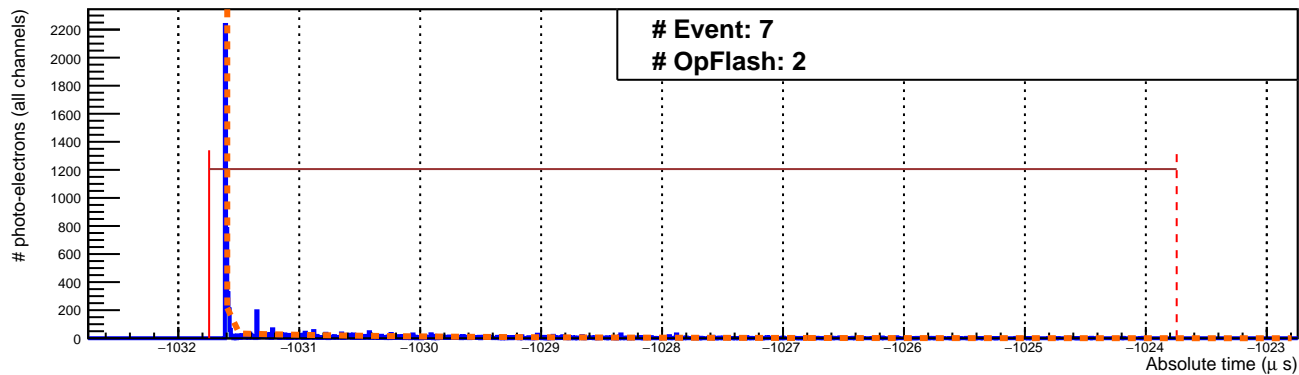 # Event: 7
# OpFlash: 2
# photo-electrons (all channels)
2200
2000
1800
1600
1400
1200
1000
800
600
400
200
0
−1032 −1031 −1030 −1029 −1028 −1027 −1026 −1025 −1024 −1023
Absolute time (μ s)